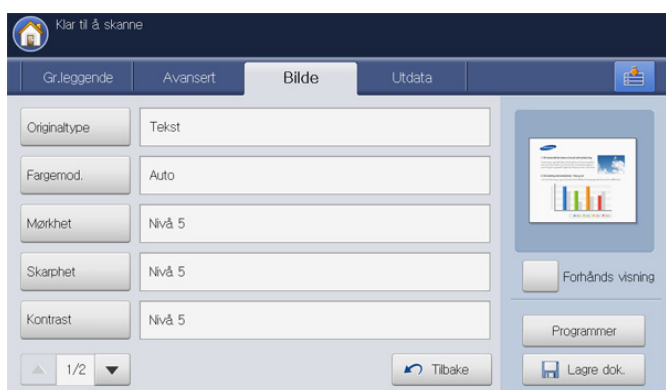 Klar til å skanne
Gr.leggende
Avansert
Bilde
Utdata
Originaltype
Tekst
Fargemod.
Auto
Mørkhet
Nivå 5
Skarphet
Nivå 5
Kontrast
Nivå 5
Forhånds visning
Programmer
1/2
Tilbake
Lagre dok.